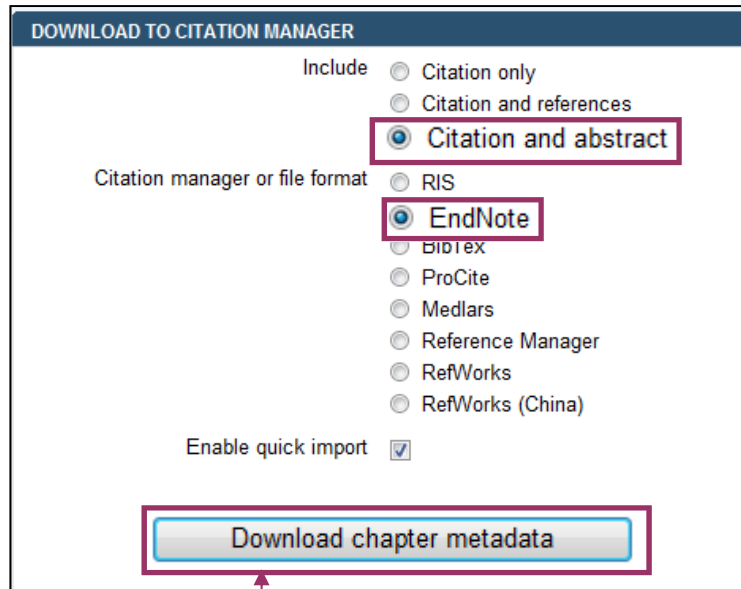 DOWNLOAD TO CITATION MANAGER
Include Citation only
Citation and references
Citation and abstract
Citation manager or file format RIS
EndNote
BibTex
ProCite
Medlars
Reference Manager
RefWorks
RefWorks (China)
Enable quick import
Download chapter metadata